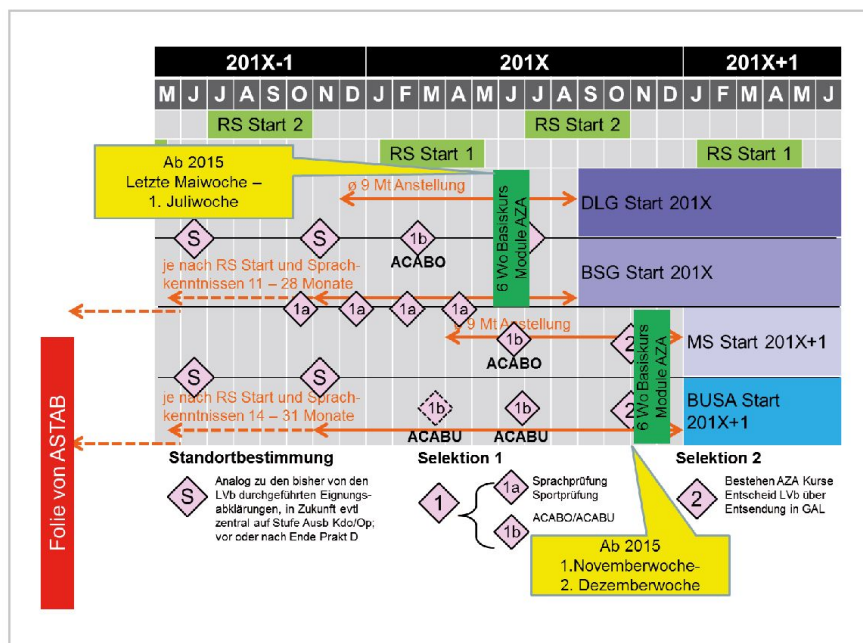 201X-1 201X 201X+1
M J J A S O N D J F M A M J J A S O N D J F M A M J
RS Start 2 RS Start 2
RS Start 1 RS Start 1
Ab 2015
Letzte Maiwoche –
1. Juliwoche
ø 9 Mt Anstellung
6 Wo Basiskurs
Module AZA
DLG Start 201X
S S 1b
ACABO
je nach RS Start und Sprach-
kenntnissen 11 – 28 Monate
BSG Start 201X
1a 1a 1a 1a
9 Mt Anstellung
1b 2
ACABO
6 Wo Basiskurs
Module AZA
MS Start 201X+1
S S
je nach RS Start und Sprach-
kenntnissen 14 – 31 Monate
1b 1b 2
ACABU ACABU
BUSA Start
201X+1
Folie von ASTAB
Standortbestimmung
S
Analog zu den bisher von den
LVb durchgeführten Eignungs-
abklärungen, in Zukunft evtl
zentral auf Stufe Ausb Kdo/Op;
vor oder nach Ende Prakt D
Selektion 1
1
1a
Sprachprüfung
Sportprüfung
1b
ACABO/ACABU
Selektion 2
2
Bestehen AZA Kurse
Entscheid LVb über
Entsendung in GAL
Ab 2015
1.Novemberwoche-
2. Dezemberwoche